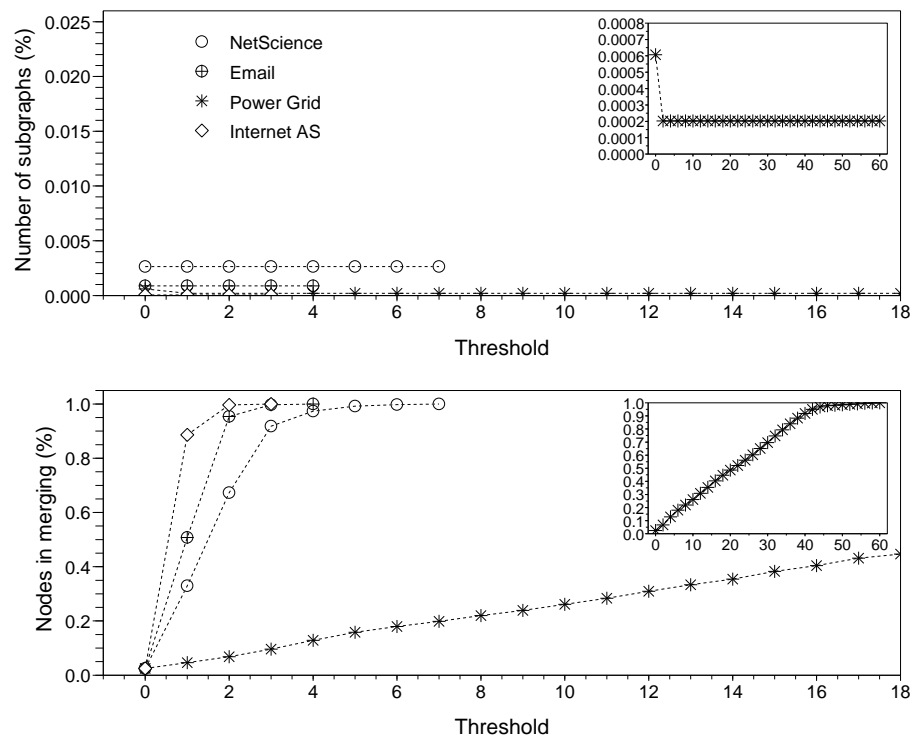 Number of subgraphs (%)
0.025
0.020
0.015
0.010
0.005
0.000
NetScience
Email
Power Grid
Internet AS
0.0008
0.0007
0.0006
0.0005
0.0004
0.0003
0.0002
0.0001
0.0000
0 10 20 30 40 50 60
0 2 4 6 8 10 12 14 16 18
Threshold
Nodes in merging (%)
1.0
0.8
0.6
0.4
0.2
0.0
1.0
0.9
0.8
0.7
0.6
0.5
0.4
0.3
0.2
0.1
0.0
0 10 20 30 40 50 60
0 2 4 6 8 10 12 14 16 18
Threshold